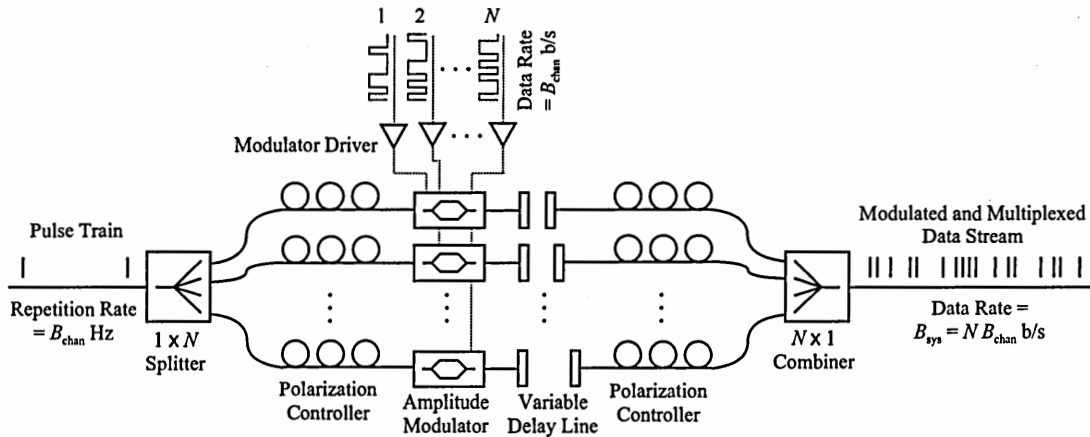 1 2 N
Data Rate
= B_chan b/s
Modulator Driver
Pulse Train
Repetition Rate
= B_chan Hz
1 x N
Splitter
Polarization
Controller
Amplitude
Modulator
Variable
Delay Line
Polarization
Controller
N x 1
Combiner
Modulated and Multiplexed
Data Stream
Data Rate =
B_sys = N B_chan b/s